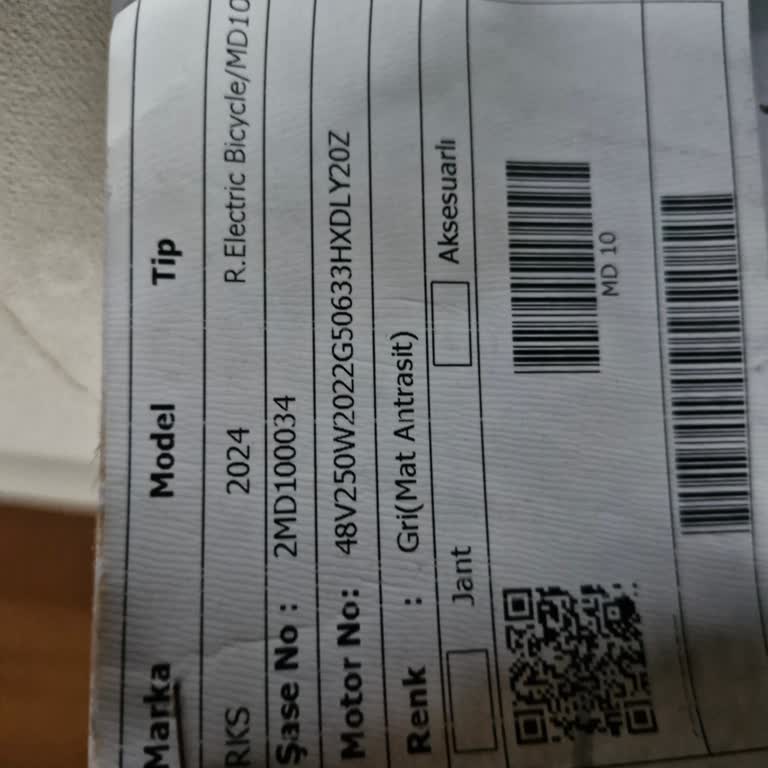 Marka Model Tip
RKS 2024 R.Electric Bicycle/MD10
Şase No : 2MD100034
Motor No: 48V250W2022G50633HXDLY20Z
Renk : Gri(Mat Antrasit)
Jant Aksesuarlı
MD 10